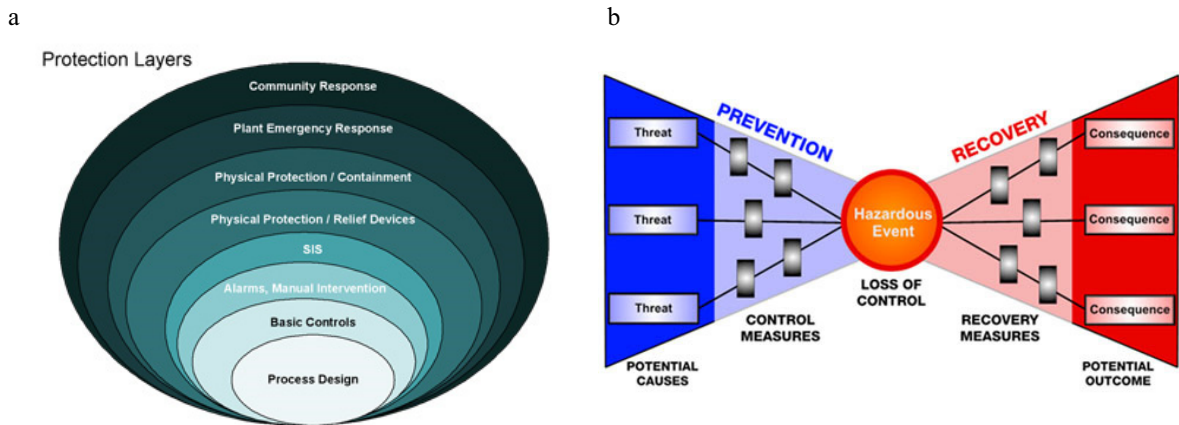 a
Protection Layers
Community Response
Plant Emergency Response
Physical Protection / Containment
Physical Protection / Relief Devices
SIS
Alarms, Manual Intervention
Basic Controls
Process Design
b
PREVENTION
RECOVERY
Threat
Consequence
Threat
Hazardous
Event
Consequence
Threat
Consequence
LOSS OF
CONTROL
CONTROL
MEASURES
RECOVERY
MEASURES
POTENTIAL
CAUSES
POTENTIAL
OUTCOME